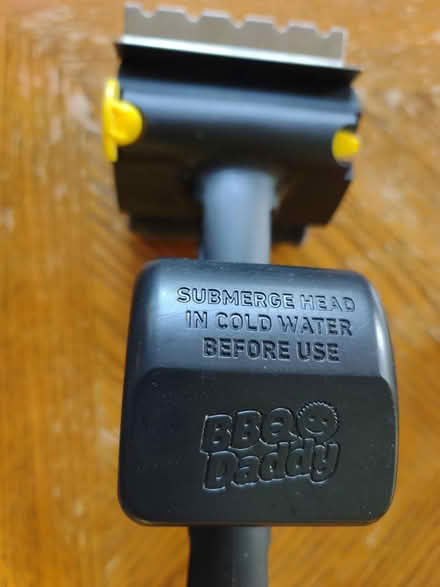 SUBMERGE HEAD
IN COLD WATER
BEFORE USE
BBQ
Daddy